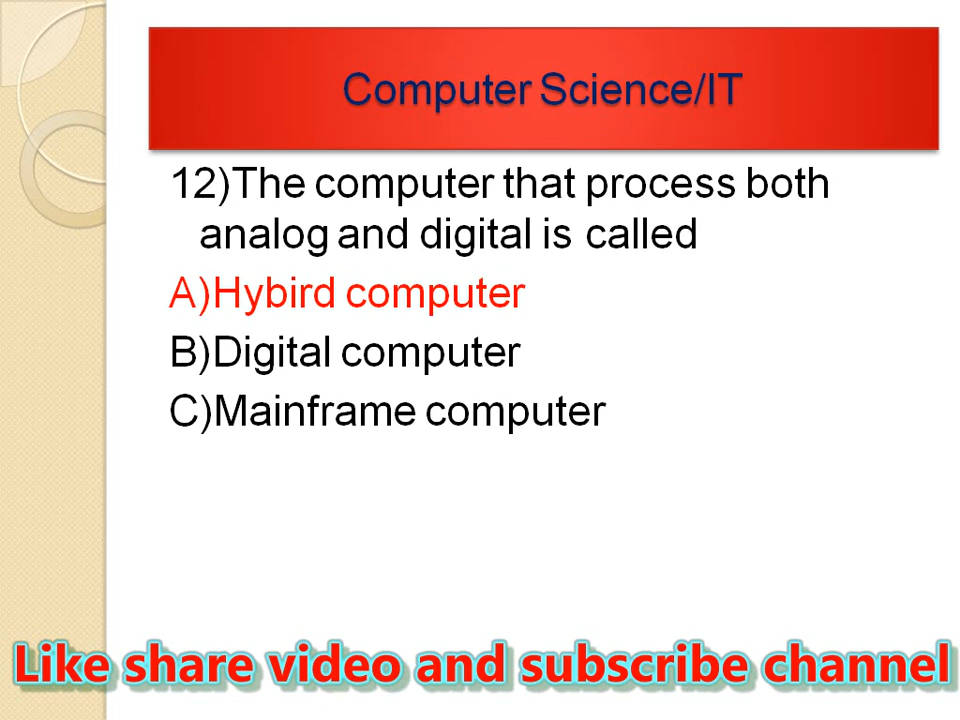 Computer Science/IT
12)The computer that process both
analog and digital is called
A)Hybird computer
B)Digital computer
C)Mainframe computer
Like share video and subscribe channel